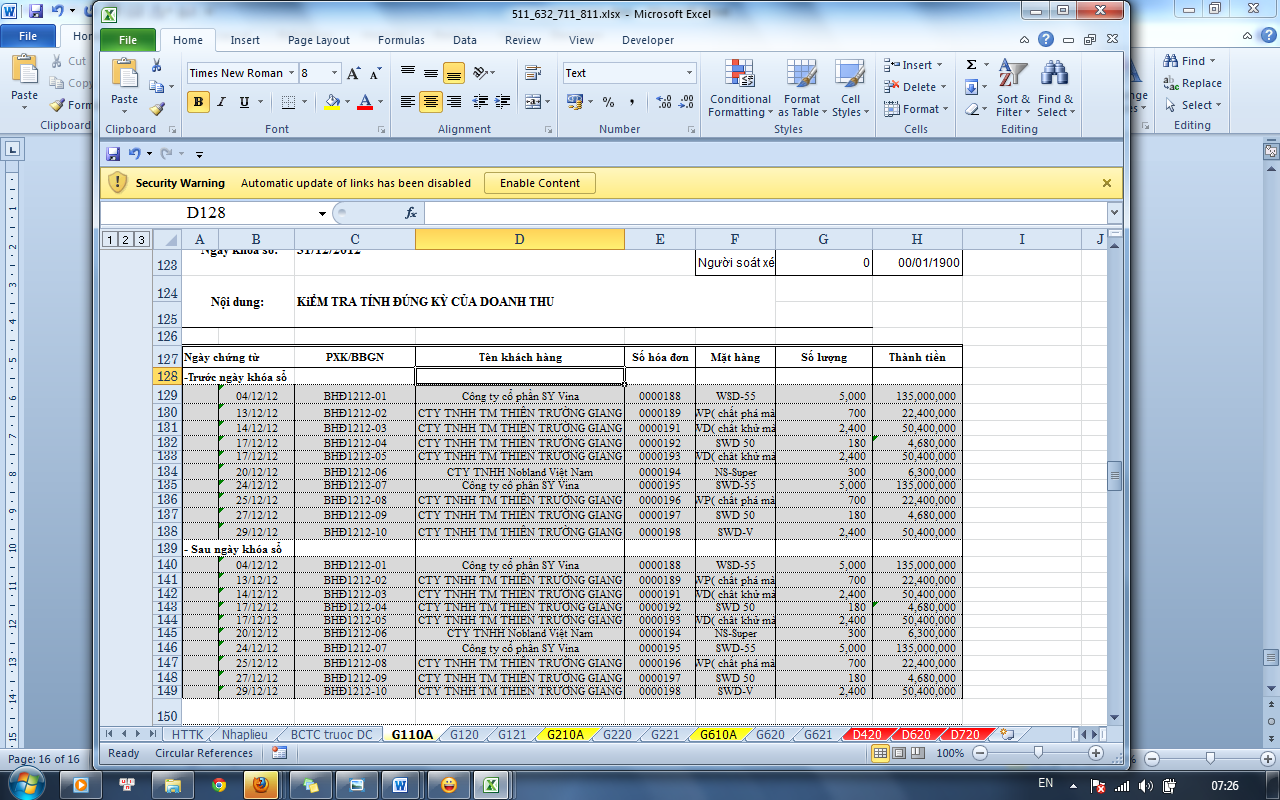 511_632_711_811.xlsx - Microsoft Excel
File
File Home Insert Page Layout Formulas Data Review View Developer
Paste Cut Paste Times New Roman 8 Text Conditional Formatting Format as Table Cell Styles Insert Delete Format Sort & Filter Find & Select Find Replace Select
Clipboard Clipboard Font Alignment Number Styles Cells Editing Editing
Security Warning Automatic update of links has been disabled Enable Content
D128 fx
1 2 3 A B C D E F G H I J
123 Ngày khóa sổ: 31/12/2012 Người soát xé 0 00/01/1900
124
Nội dung: KIỂM TRA TÍNH ĐÚNG KỲ CỦA DOANH THU
125
126
127 Ngày chứng từ PXK/BBGN Tên khách hàng Số hóa đơn Mặt hàng Số lượng Thành tiền
128 -Trước ngày khóa sổ
129 04/12/12 BHĐ1212-01 Công ty cổ phần SY Vina 0000188 WSD-55 5,000 135,000,000
130 13/12/12 BHĐ1212-02 CTY TNHH TM THIÊN TRƯỜNG GIANG 0000189 WP( chất phá mà 700 22,400,000
131 14/12/12 BHĐ1212-03 CTY TNHH TM THIÊN TRƯỜNG GIANG 0000191 VD( chất khử mà 2,400 50,400,000
132 17/12/12 BHĐ1212-04 CTY TNHH TM THIÊN TRƯỜNG GIANG 0000192 SWD 50 180 4,680,000
133 17/12/12 BHĐ1212-05 CTY TNHH TM THIÊN TRƯỜNG GIANG 0000193 VD( chất khử mà 2,400 50,400,000
134 20/12/12 BHĐ1212-06 CTY TNHH Nobland Việt Nam 0000194 NS-Super 300 6,300,000
135 24/12/12 BHĐ1212-07 Công ty cổ phần SY Vina 0000195 SWD-55 5,000 135,000,000
136 25/12/12 BHĐ1212-08 CTY TNHH TM THIÊN TRƯỜNG GIANG 0000196 WP( chất phá mà 700 22,400,000
137 27/12/12 BHĐ1212-09 CTY TNHH TM THIÊN TRƯỜNG GIANG 0000197 SWD 50 180 4,680,000
138 29/12/12 BHĐ1212-10 CTY TNHH TM THIÊN TRƯỜNG GIANG 0000198 SWD-V 2,400 50,400,000
139 - Sau ngày khóa sổ
140 04/12/12 BHĐ1212-01 Công ty cổ phần SY Vina 0000188 WSD-55 5,000 135,000,000
141 13/12/12 BHĐ1212-02 CTY TNHH TM THIÊN TRƯỜNG GIANG 0000189 WP( chất phá mà 700 22,400,000
142 14/12/12 BHĐ1212-03 CTY TNHH TM THIÊN TRƯỜNG GIANG 0000191 VD( chất khử mà 2,400 50,400,000
143 17/12/12 BHĐ1212-04 CTY TNHH TM THIÊN TRƯỜNG GIANG 0000192 SWD 50 180 4,680,000
144 17/12/12 BHĐ1212-05 CTY TNHH TM THIÊN TRƯỜNG GIANG 0000193 VD( chất khử mà 2,400 50,400,000
145 20/12/12 BHĐ1212-06 CTY TNHH Nobland Việt Nam 0000194 NS-Super 300 6,300,000
146 24/12/12 BHĐ1212-07 Công ty cổ phần SY Vina 0000195 SWD-55 5,000 135,000,000
147 25/12/12 BHĐ1212-08 CTY TNHH TM THIÊN TRƯỜNG GIANG 0000196 WP( chất phá mà 700 22,400,000
148 27/12/12 BHĐ1212-09 CTY TNHH TM THIÊN TRƯỜNG GIANG 0000197 SWD 50 180 4,680,000
149 29/12/12 BHĐ1212-10 CTY TNHH TM THIÊN TRƯỜNG GIANG 0000198 SWD-V 2,400 50,400,000
150
HTTK Nhaplieu BCTC truoc DC G110A G120 G121 G210A G220 G221 G610A G620 G621 D420 D620 D720
Ready Circular References 100%
Page: 16 of 16
EN 07:26